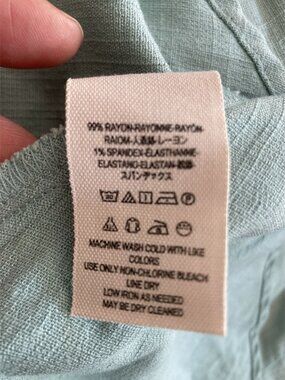 99% RAYON-RAYONNE-RAYÓN-
RAIOM-人造絲-レーヨン
1% SPANDEX-ÉLASTHANNE-
ELASTANO-ELASTAN-
スパンデックス
MACHINE WASH COLD WITH LIKE
COLORS
USE ONLY NON-CHLORINE BLEACH
LINE DRY
LOW IRON AS NEEDED
MAY BE DRY CLEANED